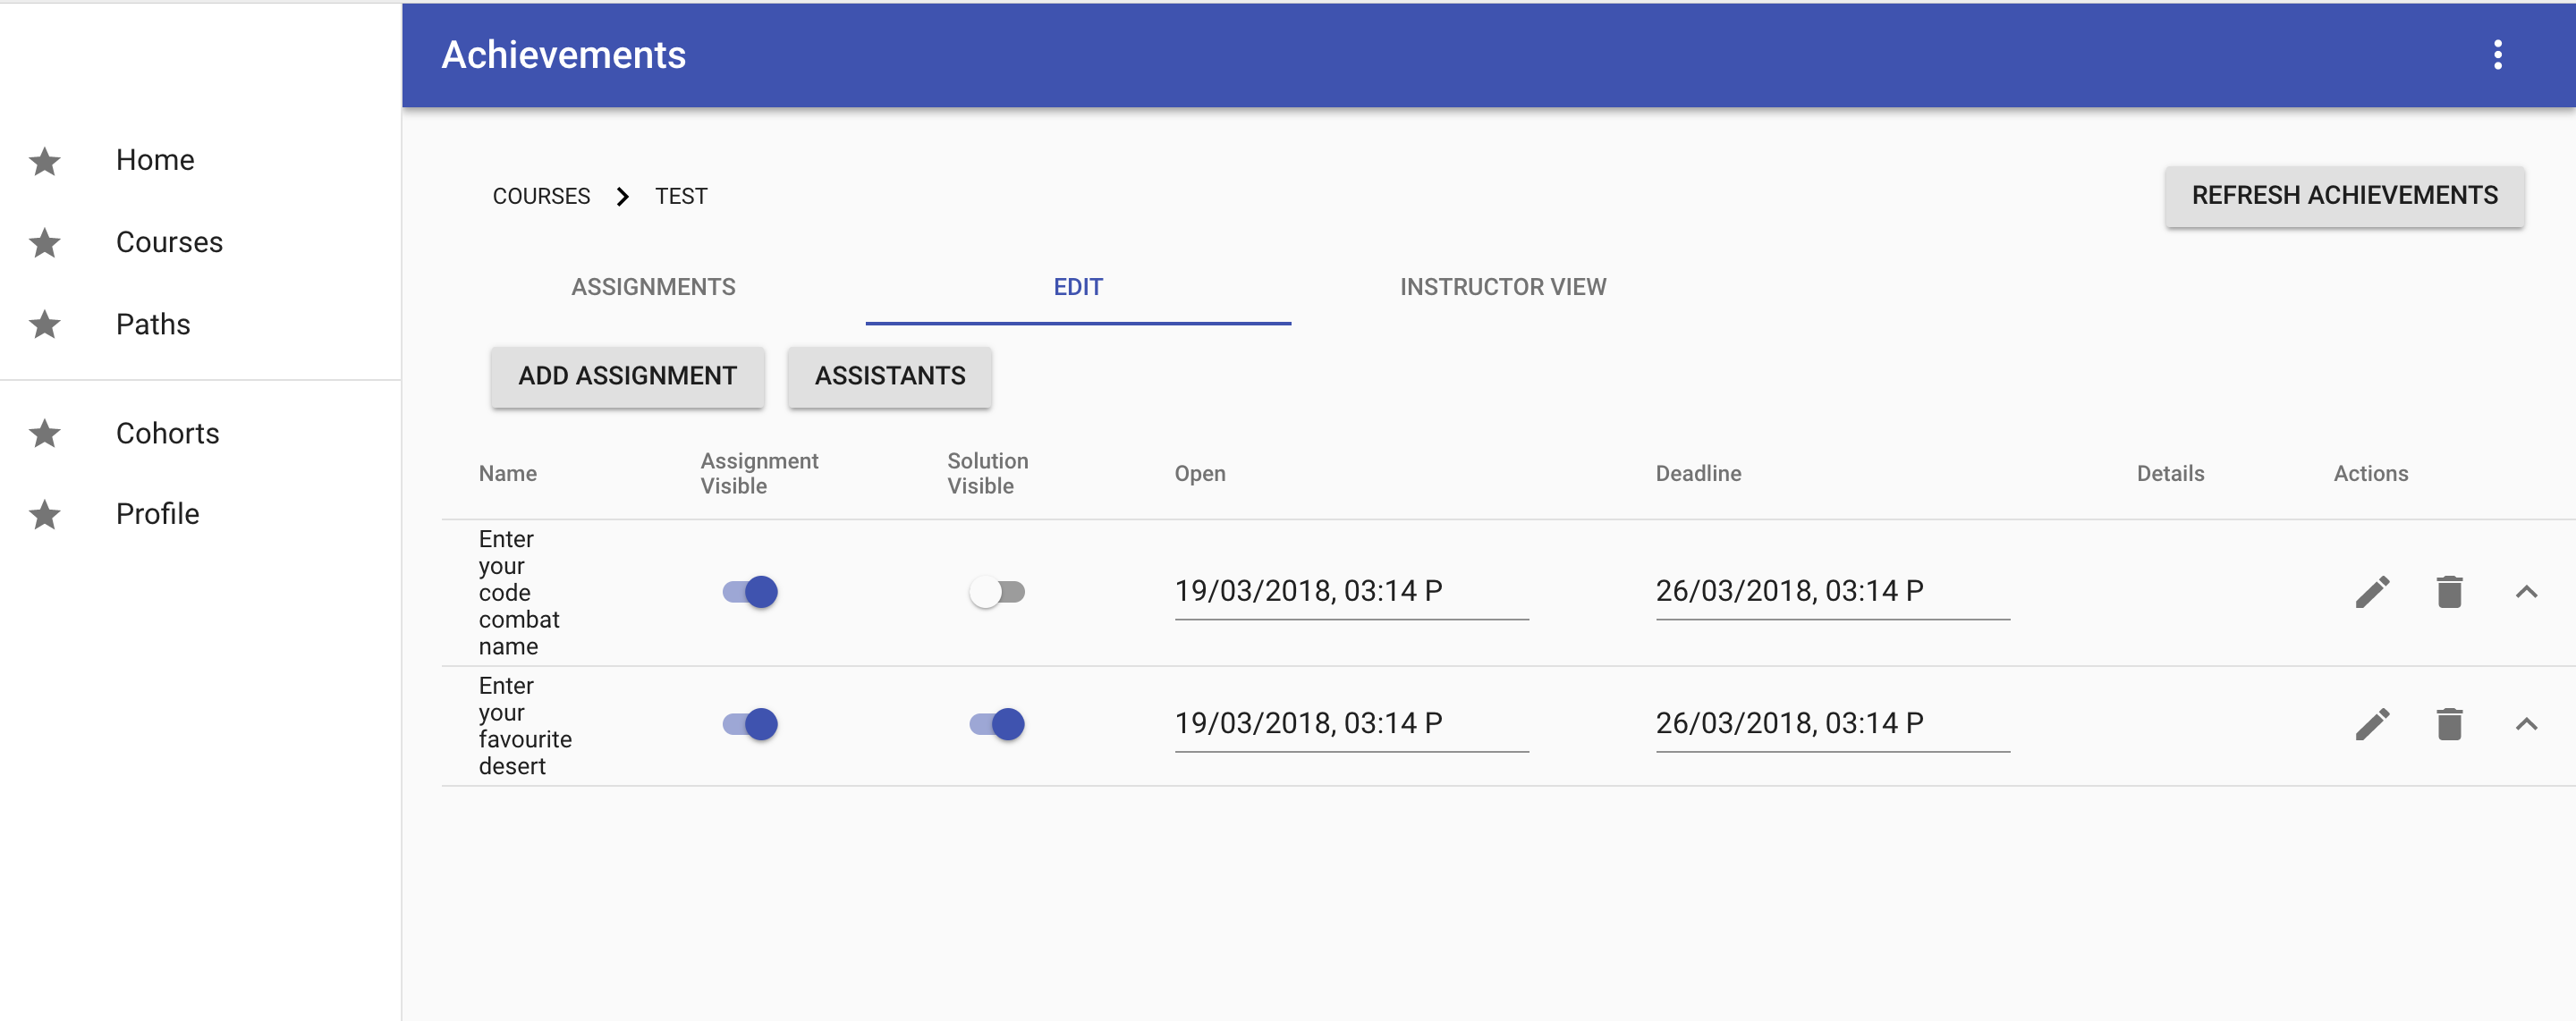 Achievements
Home
Courses
Paths
Cohorts
Profile
COURSES TEST
REFRESH ACHIEVEMENTS
ASSIGNMENTS EDIT INSTRUCTOR VIEW
ADD ASSIGNMENT ASSISTANTS
Name
Assignment
Visible
Solution
Visible
Open
Deadline
Details
Actions
Enter
your
code
combat
name
19/03/2018, 03:14 P
26/03/2018, 03:14 P
Enter
your
favourite
desert
19/03/2018, 03:14 P
26/03/2018, 03:14 P